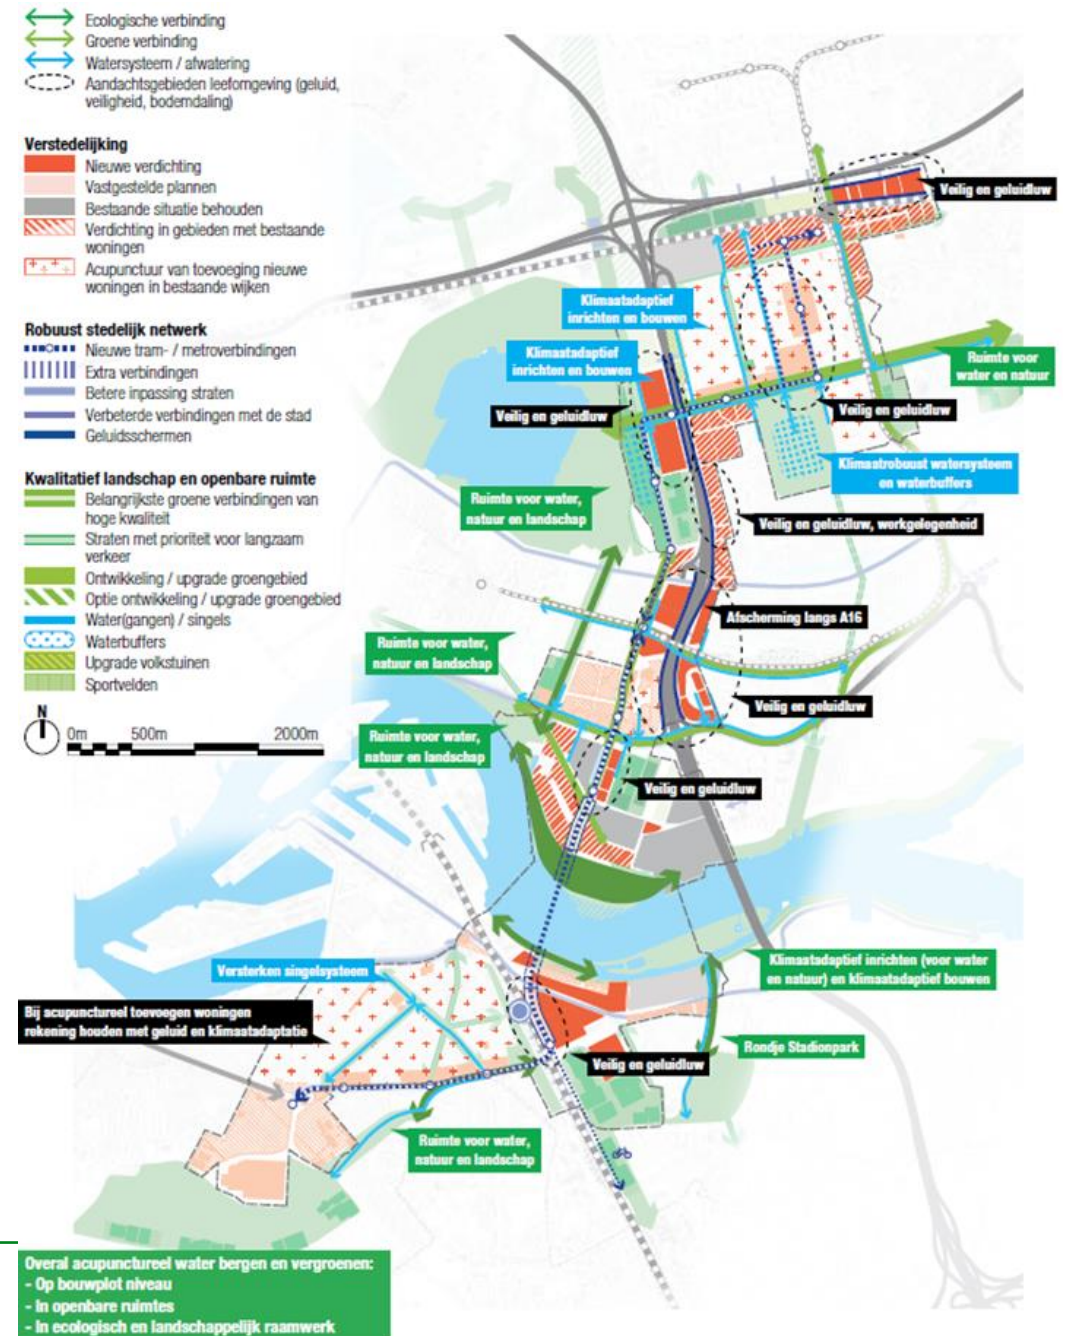 Ecologische verbinding
Groene verbinding
Watersysteem / afwatering
Aandachtsgebieden leefomgeving (geluid,
veiligheid, bodemdaling)
Verstedelijking
Nieuwe verdichting
Vastgestelde plannen
Bestaande situatie behouden
Verdichting in gebieden met bestaande
woningen
Acupunctuur van toevoeging nieuwe
woningen in bestaande wijken
Robuust stedelijk netwerk
Nieuwe tram- / metroverbindingen
Extra verbindingen
Betere inpassing straten
Verbeterde verbindingen met de stad
Geluidsschermen
Kwalitatief landschap en openbare ruimte
Belangrijkste groene verbindingen van
hoge kwaliteit
Straten met prioriteit voor langzaam
verkeer
Ontwikkeling / upgrade groengebied
Optie ontwikkeling / upgrade groengebied
Water(gangen) / singels
Waterbuffers
Upgrade volkstuinen
Sportvelden
N
0m 500m 2000m
Veilig en geluidluw
Klimaatadaptief
inrichten en bouwen
Klimaatadaptief
inrichten en bouwen
Ruimte voor
water en natuur
Veilig en geluidluw
Veilig en geluidluw
Klimaatrobuust watersysteem
en waterbuffers
Ruimte voor water,
natuur en landschap
Veilig en geluidluw, werkgelegenheid
Afscherming langs A16
Ruimte voor water,
natuur en landschap
Veilig en geluidluw
Ruimte voor water,
natuur en landschap
Veilig en geluidluw
Versterken singelsysteem
Klimaatadaptief inrichten (voor water
en natuur) en klimaatadaptief bouwen
Bij acupunctureel toevoegen woningen
rekening houden met geluid en klimaatadaptatie
Rondje Stadionpark
Veilig en geluidluw
Ruimte voor water,
natuur en landschap
Overal acupunctureel water bergen en vergroenen:
- Op bouwplot niveau
- In openbare ruimtes
- In ecologisch en landschappelijk raamwerk